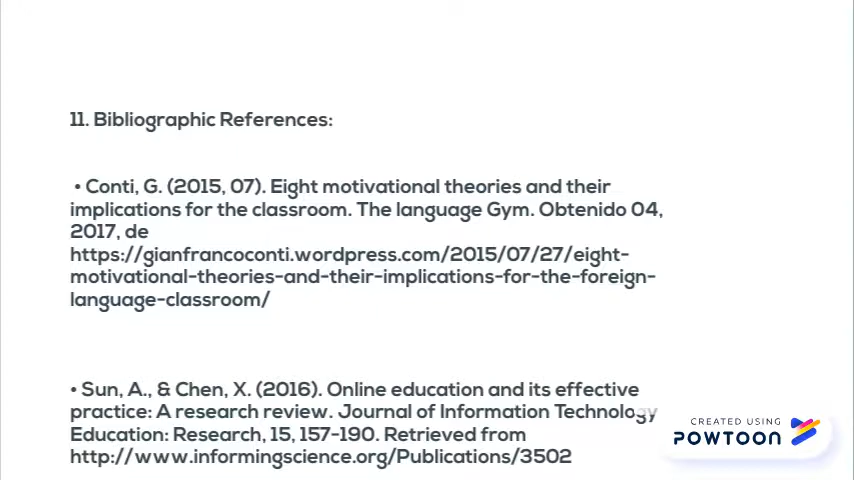 11. Bibliographic References:
• Conti, G. (2015, 07). Eight motivational theories and their
implications for the classroom. The language Gym. Obtenido 04,
2017, de
https://gianfrancoconti.wordpress.com/2015/07/27/eight-
motivational-theories-and-their-implications-for-the-foreign-
language-classroom/
• Sun, A., & Chen, X. (2016). Online education and its effective
practice: A research review. Journal of Information Technology
Education: Research, 15, 157-190. Retrieved from
http://www.informingscience.org/Publications/3502
CREATED USING
POWTOON